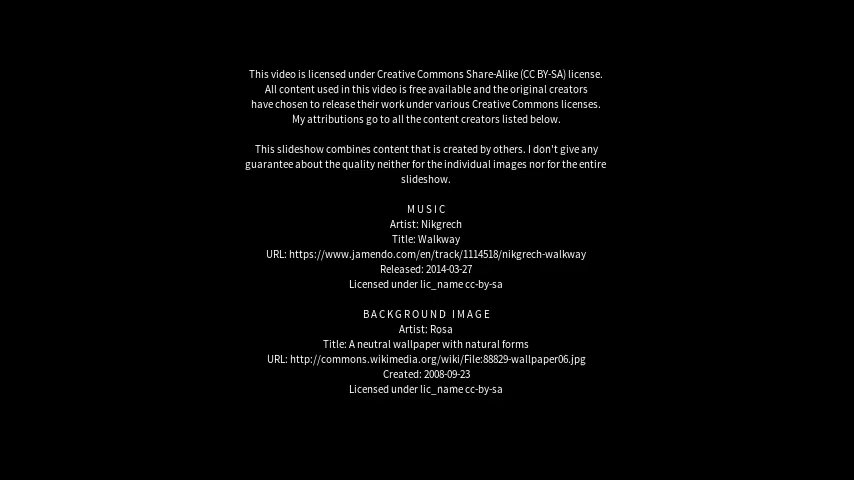 This video is licensed under Creative Commons Share-Alike (CC BY-SA) license.
All content used in this video is free available and the original creators
have chosen to release their work under various Creative Commons licenses.
My attributions go to all the content creators listed below.
This slideshow combines content that is created by others. I don't give any
guarantee about the quality neither for the individual images nor for the entire
slideshow.
MUSIC
Artist: Nikgrech
Title: Walkway
URL: https://www.jamendo.com/en/track/1114518/nikgrech-walkway
Released: 2014-03-27
Licensed under lic_name cc-by-sa
BACKGROUND IMAGE
Artist: Rosa
Title: A neutral wallpaper with natural forms
URL: http://commons.wikimedia.org/wiki/File:88829-wallpaper06.jpg
Created: 2008-09-23
Licensed under lic_name cc-by-sa